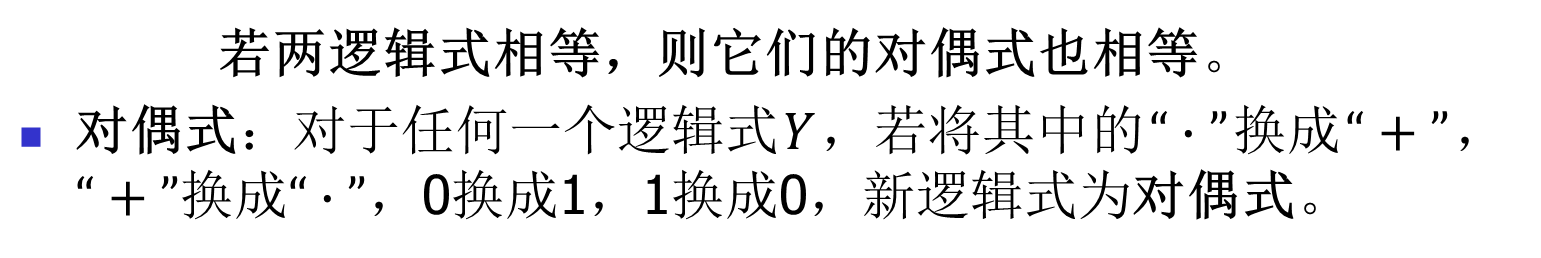 若两逻辑式相等，则它们的对偶式也相等。
对偶式：对于任何一个逻辑式Y，若将其中的“·”换成“+”，
“+”换成“·”，0换成1，1换成0，新逻辑式为对偶式。